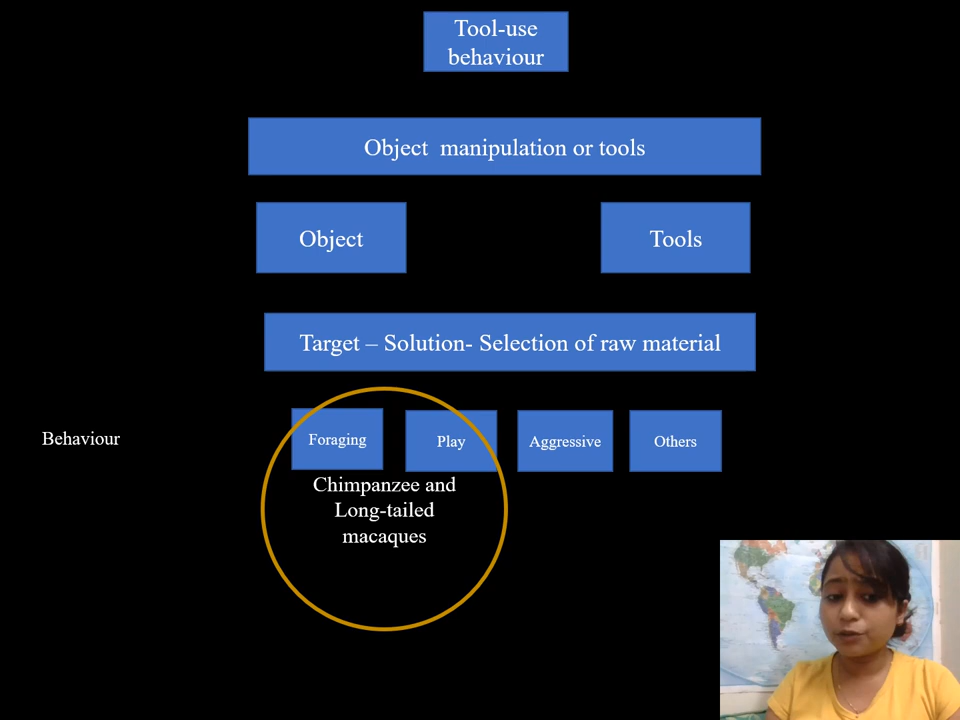 Tool-use
behaviour
Object manipulation or tools
Object
Tools
Target – Solution- Selection of raw material
Behaviour
Foraging
Play
Aggressive
Others
Chimpanzee and
Long-tailed
macaques